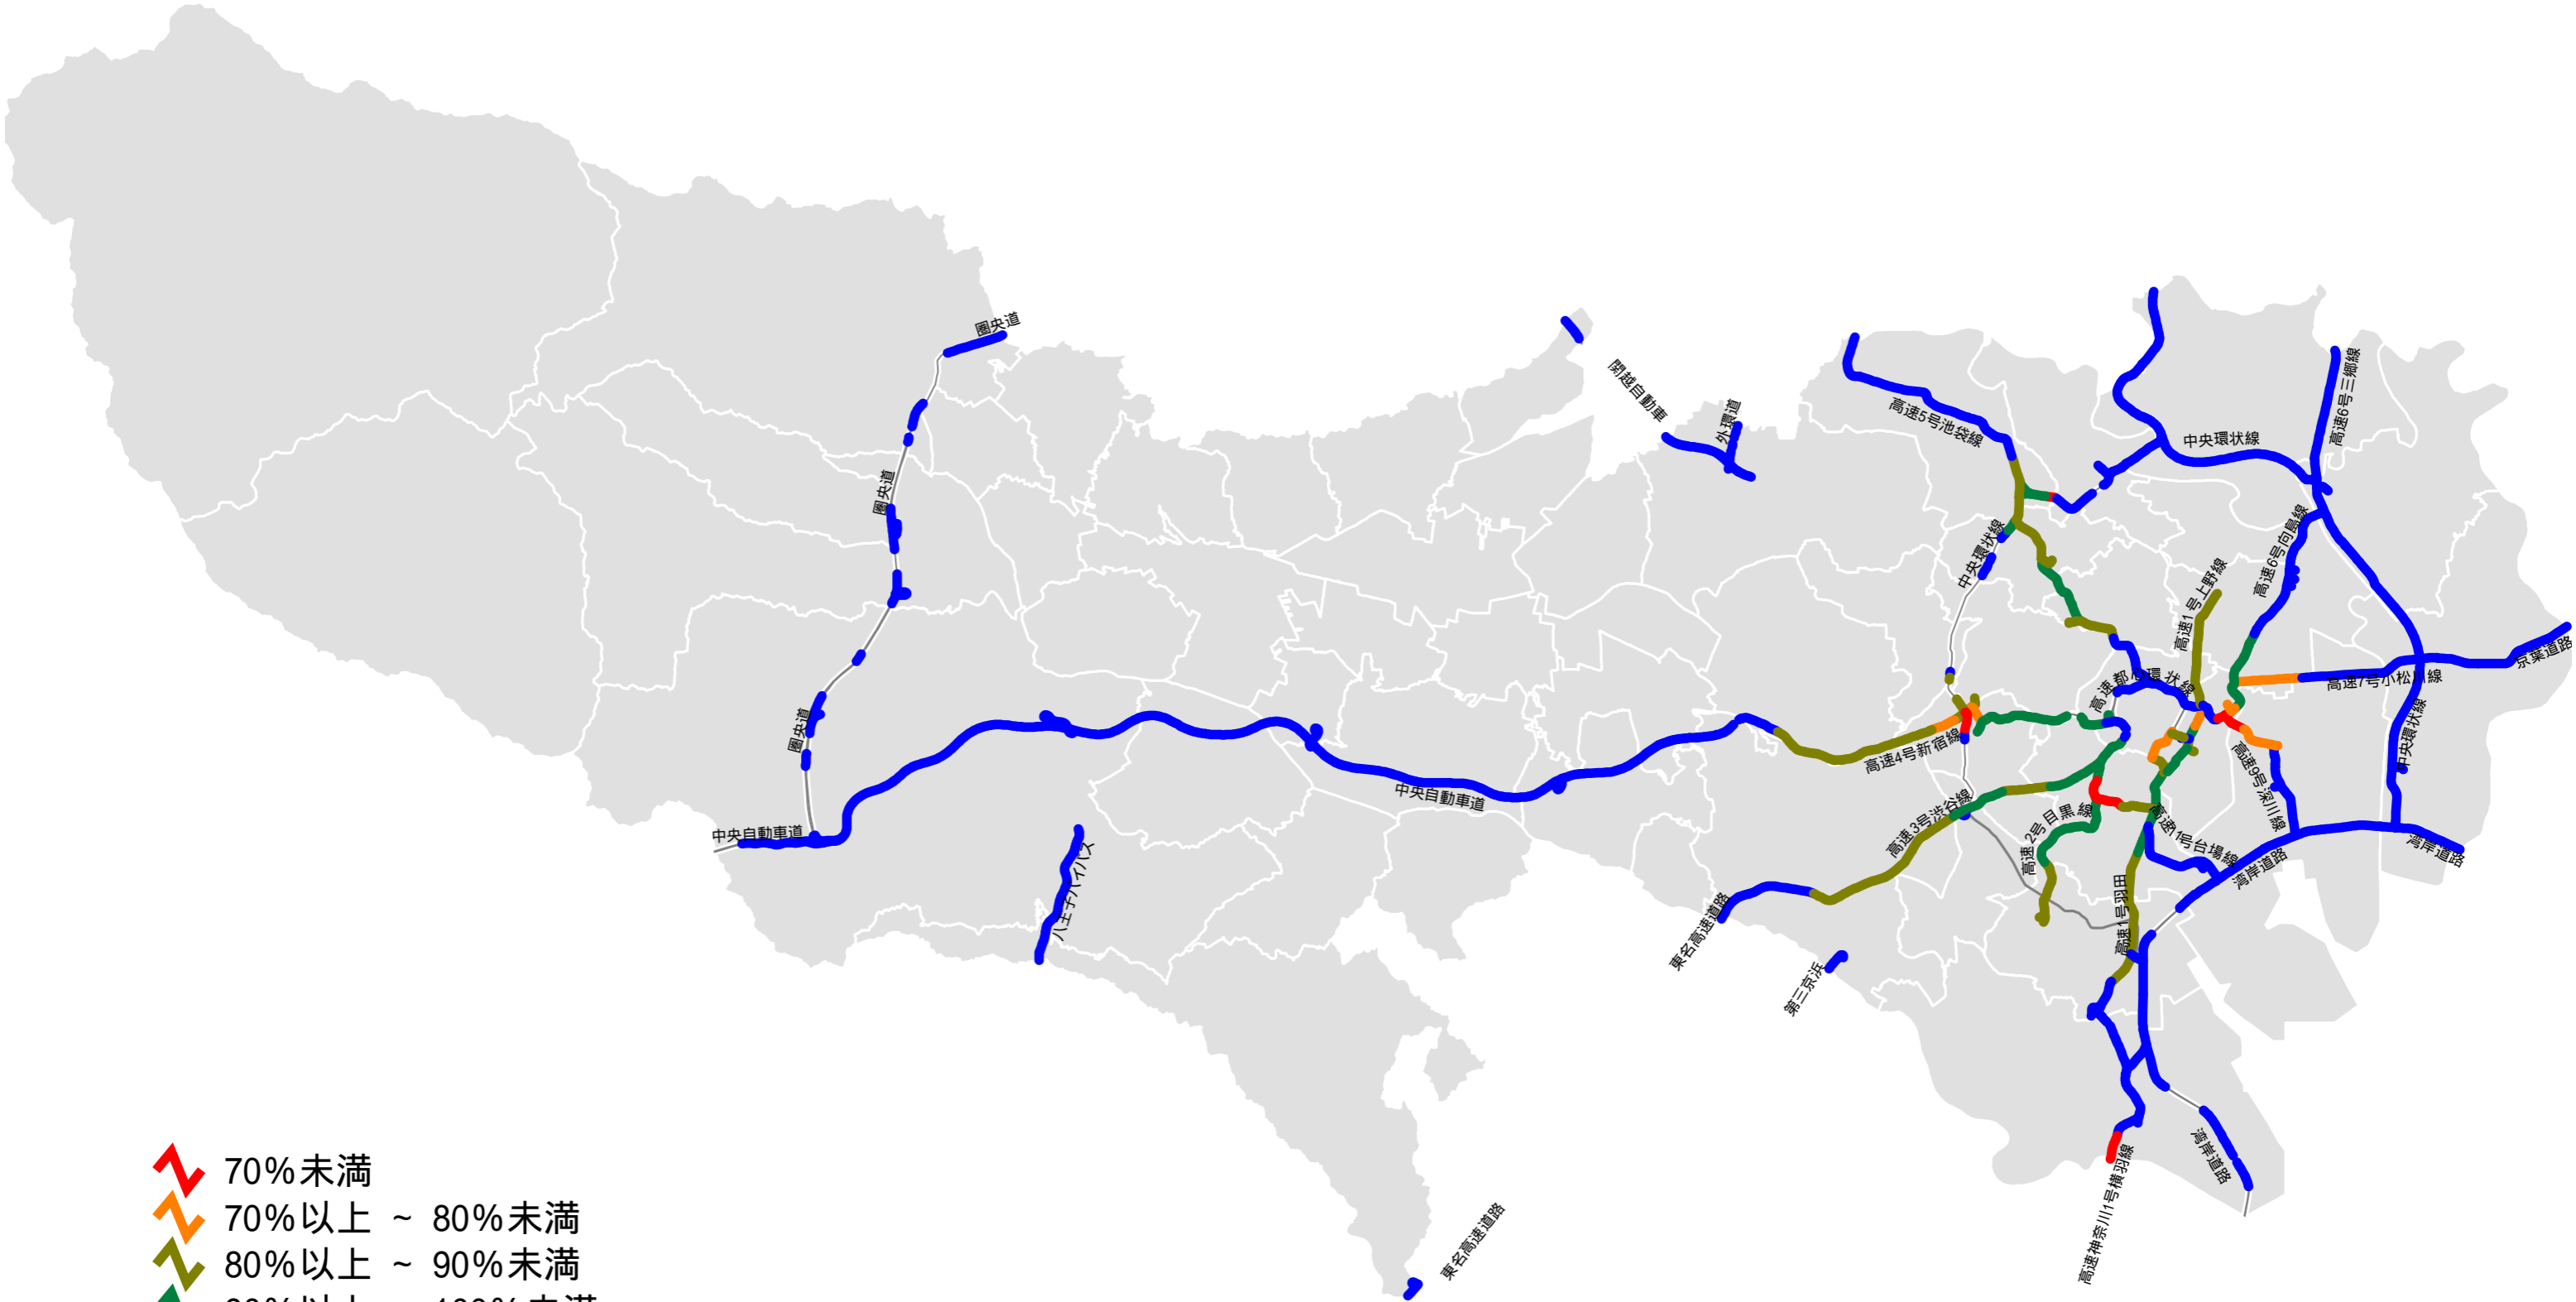 圏央道
関越自動車
外環道
高速5号池袋線
高速6号三郷線
中央環状線
圏央道
中央環状線
高速6号向島線
高速1号上野線
京葉道路
高速都心環状線
高速7号小松川線
中央環状線
圏央道
高速4号新宿線
高速9号深川線
中央自動車道
中央自動車道
高速3号渋谷線
高速2号目黒線
高速11号台場線
湾岸道路
湾岸道路
八王子バイパス
高速1号羽田
東名高速道路
第三京浜
湾岸道路
高速神奈川1号横羽線
東名高速道路
70%未満
70%以上 ~ 80%未満
80%以上 ~ 90%未満